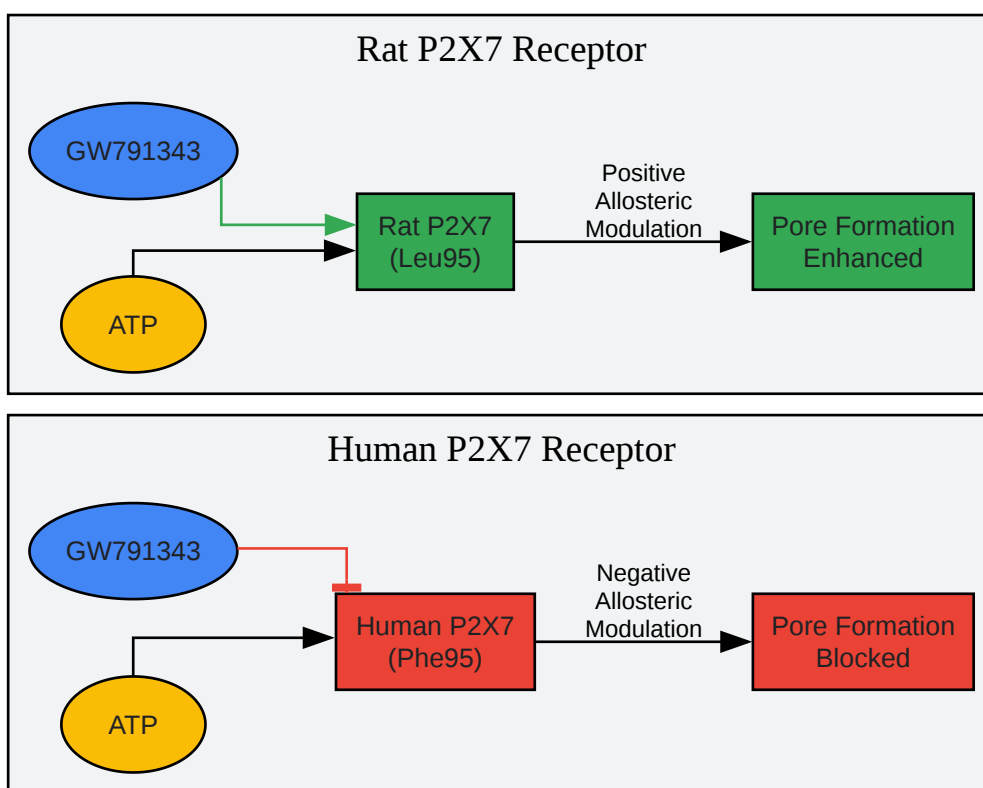 Rat P2X7 Receptor
GW791343
ATP
Rat P2X7
(Leu95)
Positive
Allosteric
Modulation
Pore Formation
Enhanced
Human P2X7 Receptor
GW791343
ATP
Human P2X7
(Phe95)
Negative
Allosteric
Modulation
Pore Formation
Blocked